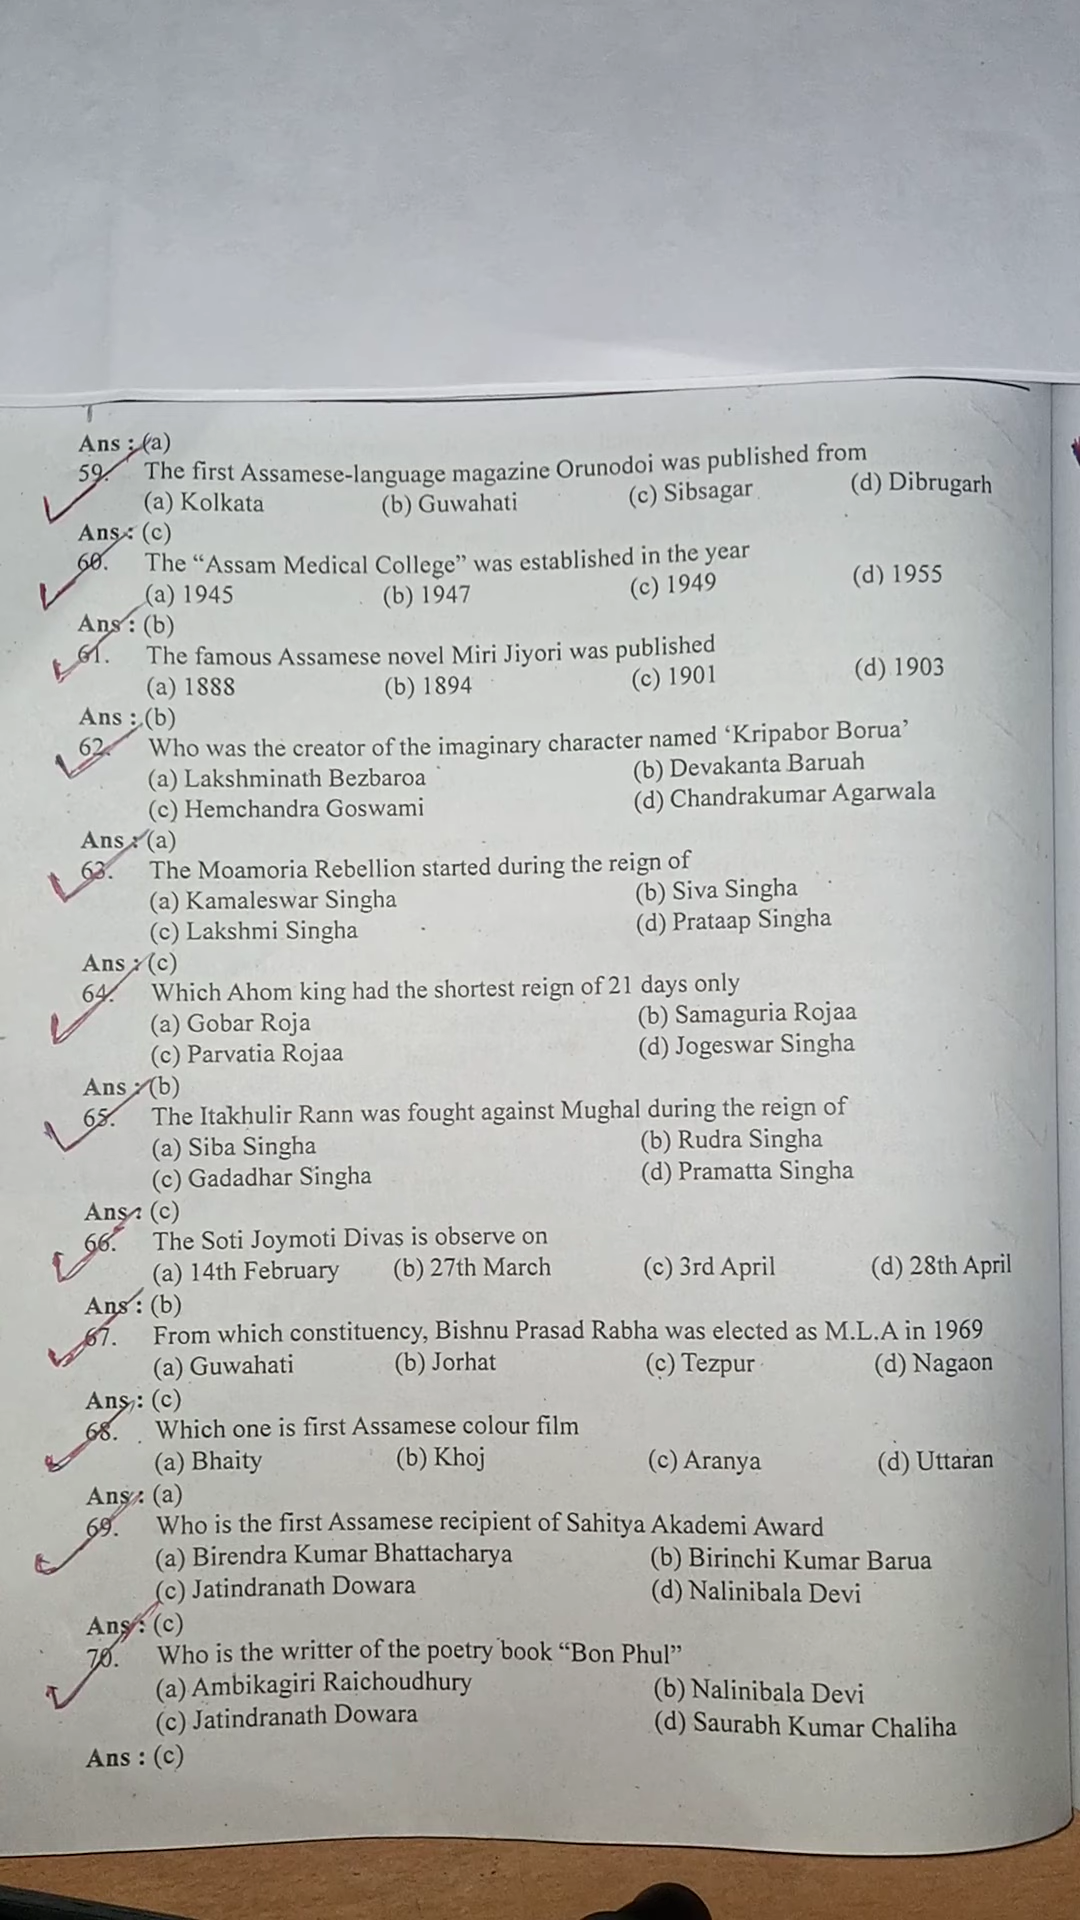 Ans : (a)
59. The first Assamese-language magazine Orunodoi was published from
(a) Kolkata (b) Guwahati (c) Sibsagar (d) Dibrugarh
Ans : (c)
60. The “Assam Medical College” was established in the year
(a) 1945 (b) 1947 (c) 1949 (d) 1955
Ans : (b)
61. The famous Assamese novel Miri Jiyori was published
(a) 1888 (b) 1894 (c) 1901 (d) 1903
Ans : (b)
62. Who was the creator of the imaginary character named ‘Kripabor Borua’
(a) Lakshminath Bezbaroa (b) Devakanta Baruah
(c) Hemchandra Goswami (d) Chandrakumar Agarwala
Ans : (a)
63. The Moamoria Rebellion started during the reign of
(a) Kamaleswar Singha (b) Siva Singha
(c) Lakshmi Singha (d) Prataap Singha
Ans : (c)
64. Which Ahom king had the shortest reign of 21 days only
(a) Gobar Roja (b) Samaguria Rojaa
(c) Parvatia Rojaa (d) Jogeswar Singha
Ans : (b)
65. The Itakhulir Rann was fought against Mughal during the reign of
(a) Siba Singha (b) Rudra Singha
(c) Gadadhar Singha (d) Pramatta Singha
Ans : (c)
66. The Soti Joymoti Divas is observe on
(a) 14th February (b) 27th March (c) 3rd April (d) 28th April
Ans : (b)
67. From which constituency, Bishnu Prasad Rabha was elected as M.L.A in 1969
(a) Guwahati (b) Jorhat (c) Tezpur (d) Nagaon
Ans : (c)
68. Which one is first Assamese colour film
(a) Bhaity (b) Khoj (c) Aranya (d) Uttaran
Ans : (a)
69. Who is the first Assamese recipient of Sahitya Akademi Award
(a) Birendra Kumar Bhattacharya (b) Birinchi Kumar Barua
(c) Jatindranath Dowara (d) Nalinibala Devi
Ans : (c)
70. Who is the writter of the poetry book “Bon Phul”
(a) Ambikagiri Raichoudhury (b) Nalinibala Devi
(c) Jatindranath Dowara (d) Saurabh Kumar Chaliha
Ans : (c)